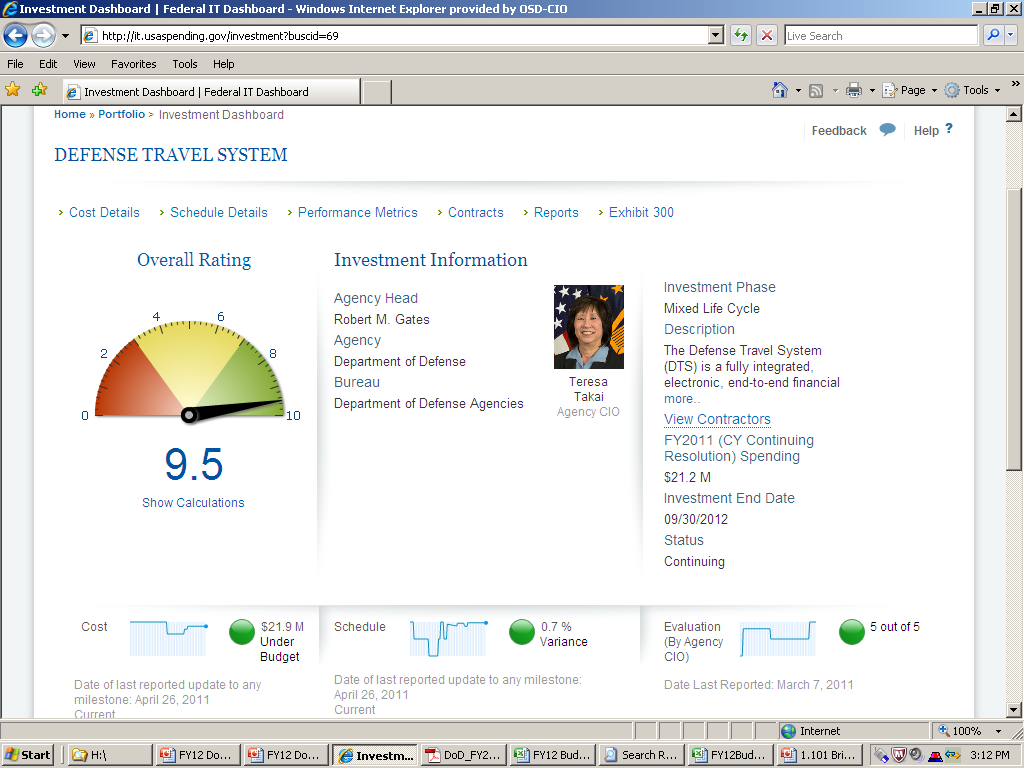 Investment Dashboard | Federal IT Dashboard - Windows Internet Explorer provided by OSD-CIO
http://it.usaspending.gov/investment?buscid=69
Live Search
File Edit View Favorites Tools Help
Investment Dashboard | Federal IT Dashboard
Page Tools »
Home » Portfolio > Investment Dashboard
Feedback Help ?
DEFENSE TRAVEL SYSTEM
› Cost Details › Schedule Details › Performance Metrics › Contracts › Reports › Exhibit 300
Overall Rating
0 2 4 6 8 10
9.5
Show Calculations
Investment Information
Agency Head
Robert M. Gates
Agency
Department of Defense
Bureau
Department of Defense Agencies
Teresa
Takai
Agency CIO
Investment Phase
Mixed Life Cycle
Description
The Defense Travel System
(DTS) is a fully integrated,
electronic, end-to-end financial
more..
View Contractors
FY2011 (CY Continuing
Resolution) Spending
$21.2 M
Investment End Date
09/30/2012
Status
Continuing
Cost
$21.9 M
Under
Budget
Date of last reported update to any
milestone: April 26, 2011
Current
Schedule
0.7 %
Variance
Date of last reported update to any milestone:
April 26, 2011
Current
Evaluation
(By Agency
CIO)
5 out of 5
Date Last Reported: March 7, 2011
Internet 100%
Start H:\ FY12 Do... FY12 Do... Investm... DoD_FY2... FY12 Bud... Search R... FY12Bud... 1.101 Bri... 3:12 PM